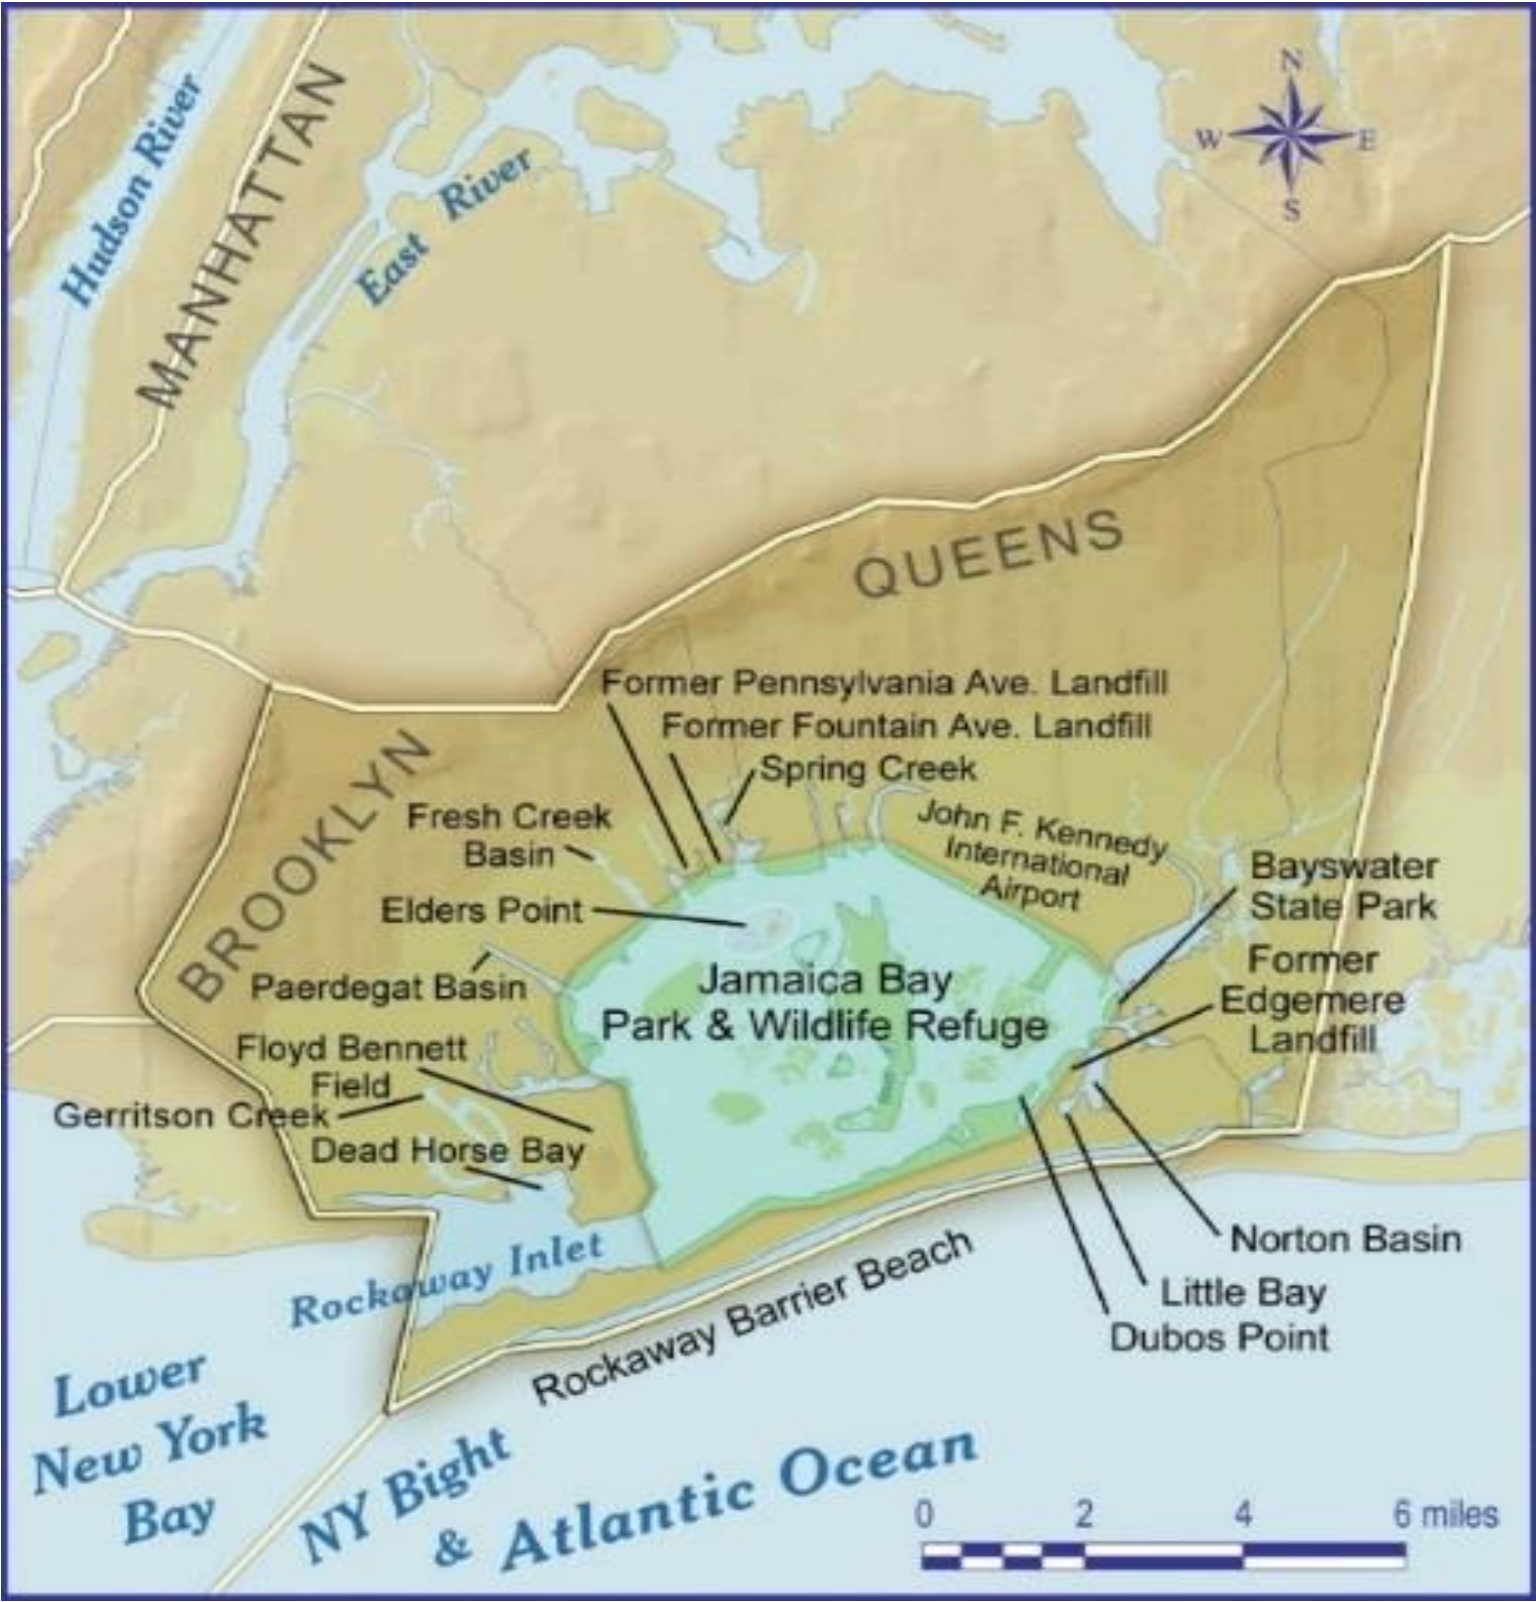 N
W
E
S
Hudson River
MANHATTAN
East River
QUEENS
Former Pennsylvania Ave. Landfill
Former Fountain Ave. Landfill
Spring Creek
BROOKLYN
Fresh Creek
Basin
John F. Kennedy
International
Airport
Bayswater
State Park
Elders Point
Former
Edgemere
Landfill
Paerdegat Basin
Jamaica Bay
Park & Wildlife Refuge
Floyd Bennett
Field
Gerritson Creek
Dead Horse Bay
Rockaway Inlet
Norton Basin
Little Bay
Dubos Point
Rockaway Barrier Beach
Lower
New York
Bay
NY Bight
& Atlantic Ocean
0 2 4 6 miles